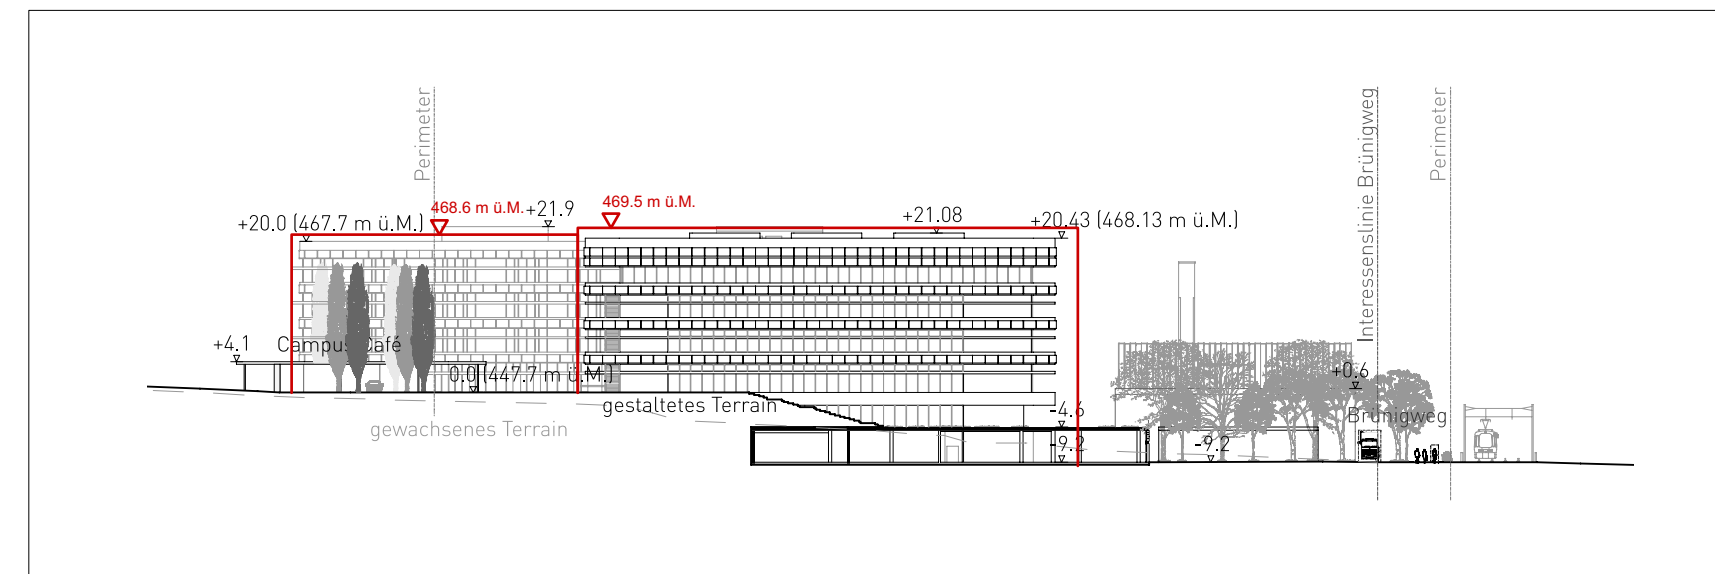 Perimeter
Interessenslinie Brünigweg
Perimeter
468.6 m ü.M.
+21.9
469.5 m ü.M.
+20.0 (467.7 m ü.M.)
+21.08
+20.43 (468.13 m ü.M.)
+4.1
Campus Café
0.0 (447.7 m ü.M.)
+0.6
gestaltetes Terrain
-4.6
Brünigweg
gewachsenes Terrain
-9.2
-9.2